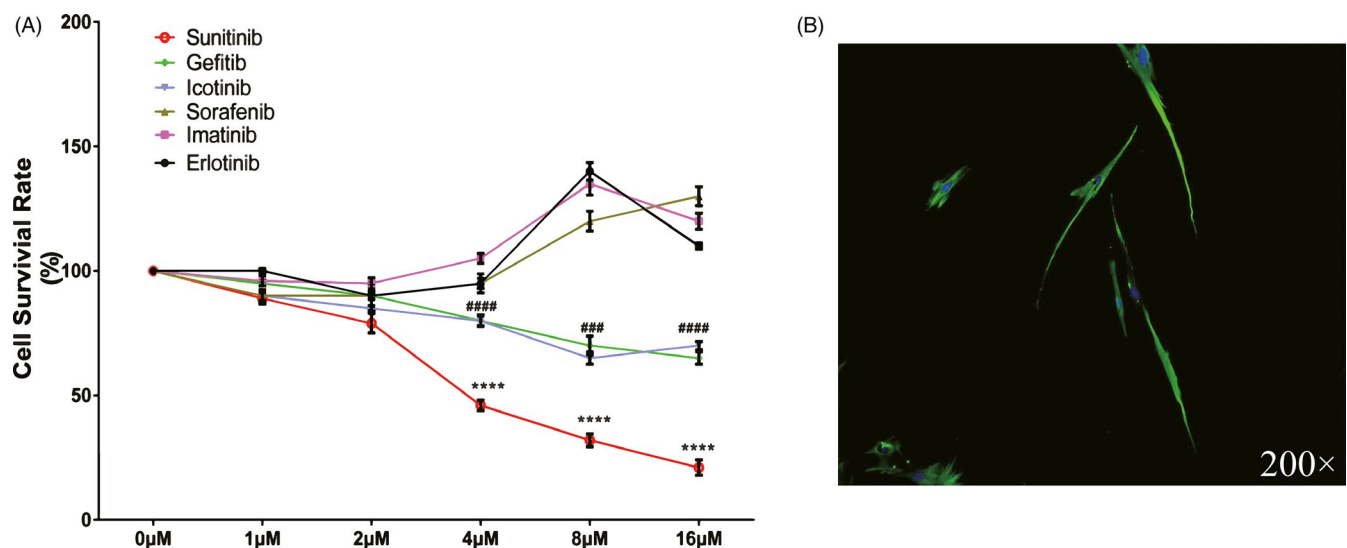 (A)
200
150
100
50
0
Cell Survivial Rate
(%)
Sunitinib
Gefitib
Icotinib
Sorafenib
Imatinib
Erlotinib
####
###
####
****
****
****
0μM 1μM 2μM 4μM 8μM 16μM
(B)
200×